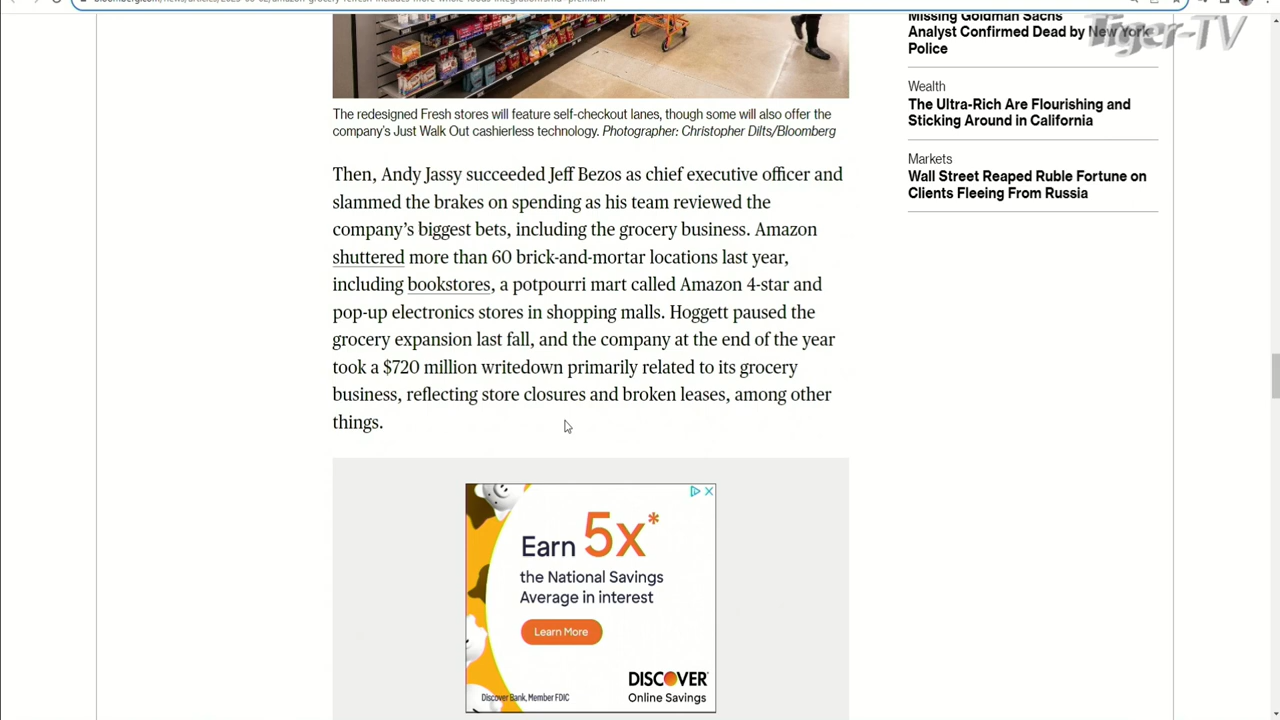 Missing Goldman Sachs
Analyst Confirmed Dead by New York
Police
Tiger-TV
Wealth
The Ultra-Rich Are Flourishing and
Sticking Around in California
Markets
Wall Street Reaped Ruble Fortune on
Clients Fleeing From Russia
The redesigned Fresh stores will feature self-checkout lanes, though some will also offer the
company's Just Walk Out cashierless technology. Photographer: Christopher Dilts/Bloomberg
Then, Andy Jassy succeeded Jeff Bezos as chief executive officer and
slammed the brakes on spending as his team reviewed the
company's biggest bets, including the grocery business. Amazon
shuttered more than 60 brick-and-mortar locations last year,
including bookstores, a potpourri mart called Amazon 4-star and
pop-up electronics stores in shopping malls. Hoggett paused the
grocery expansion last fall, and the company at the end of the year
took a $720 million writedown primarily related to its grocery
business, reflecting store closures and broken leases, among other
things.
Earn 5x*
the National Savings
Average in interest
Learn More
DISCOVER
Online Savings
Discover Bank, Member FDIC